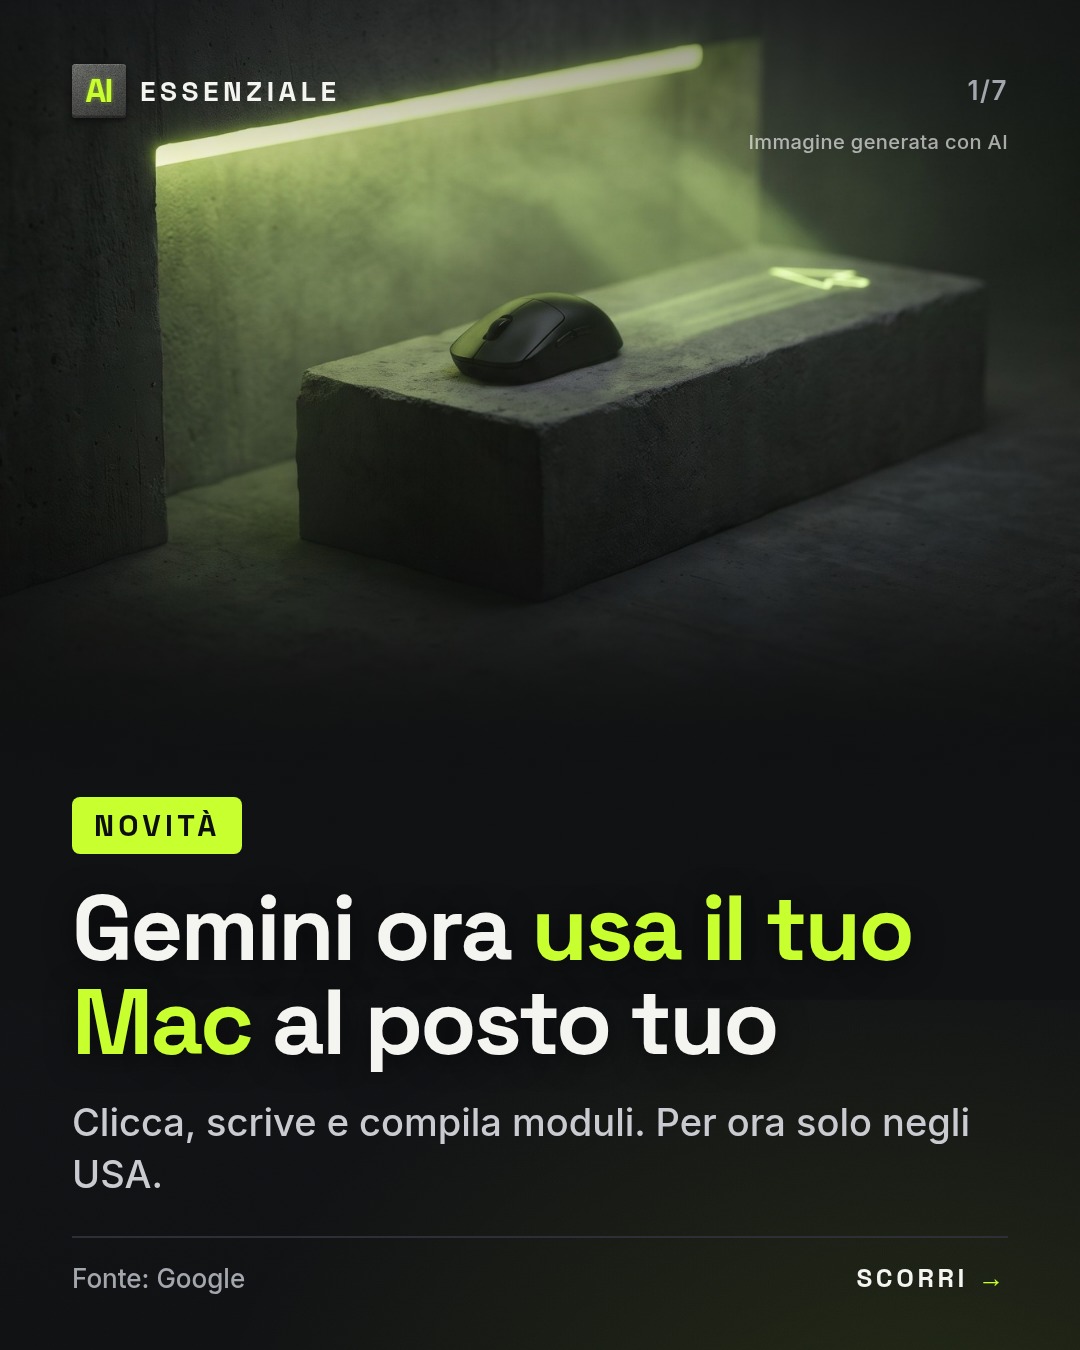 AI ESSENZIALE
1/7
Immagine generata con AI
NOVITÀ
Gemini ora usa il tuo
Mac al posto tuo
Clicca, scrive e compila moduli. Per ora solo negli
USA.
Fonte: Google
SCORRI →